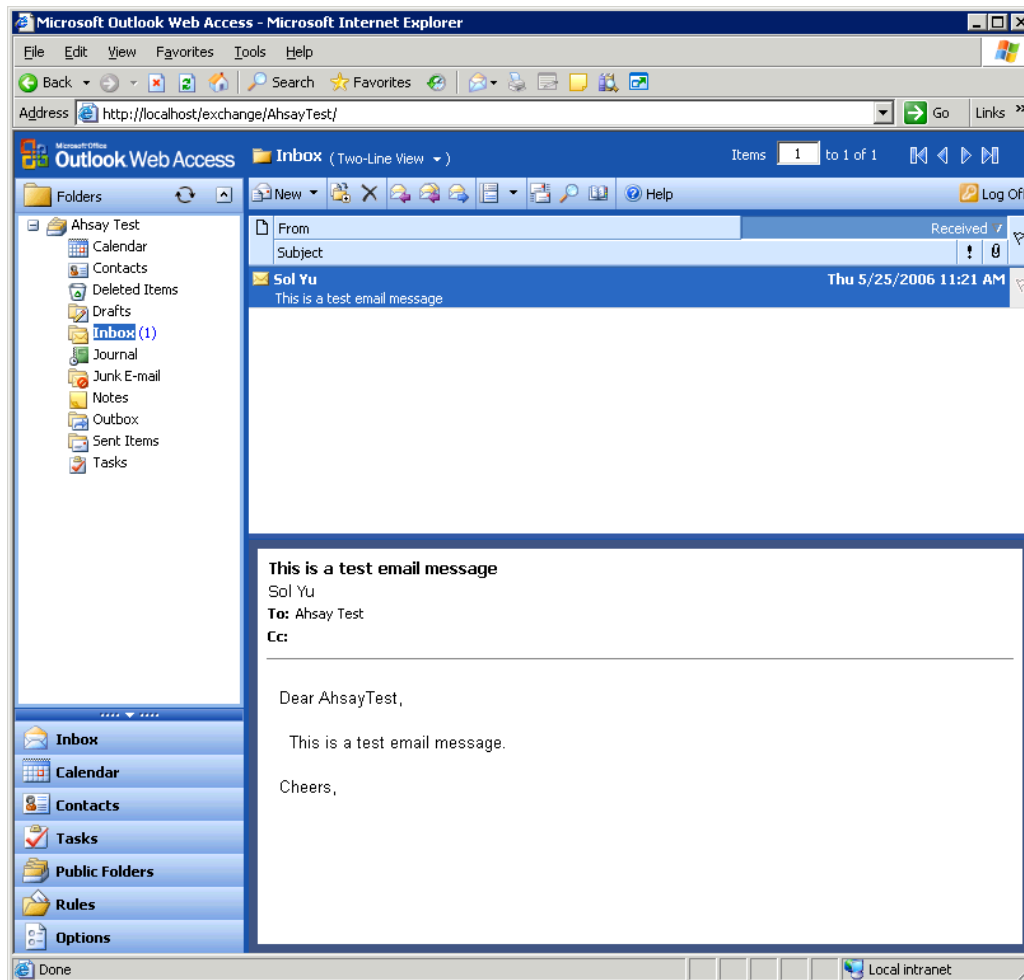 Microsoft Outlook Web Access - Microsoft Internet Explorer
File Edit View Favorites Tools Help
Back Search Favorites
Address http://localhost/exchange/AhsayTest/ Go Links »
Microsoft Office
Outlook Web Access Inbox (Two-Line View ) Items 1 to 1 of 1
Folders New Help Log Off
From Received
Subject
Sol Yu Thu 5/25/2006 11:21 AM
This is a test email message
Ahsay Test
Calendar
Contacts
Deleted Items
Drafts
Inbox (1)
Journal
Junk E-mail
Notes
Outbox
Sent Items
Tasks
This is a test email message
Sol Yu
To: Ahsay Test
Cc:
Dear AhsayTest,
This is a test email message.
Cheers,
Inbox
Calendar
Contacts
Tasks
Public Folders
Rules
Options
Done Local intranet